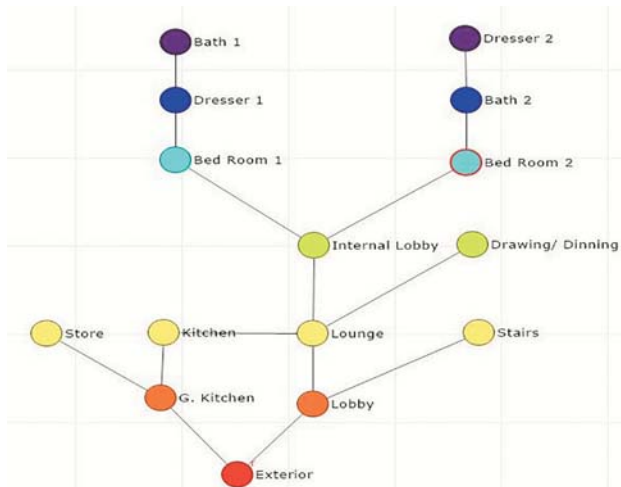 Bath 1
Dresser 2
Dresser 1
Bath 2
Bed Room 1
Bed Room 2
Internal Lobby
Drawing/ Dinning
Store
Kitchen
Lounge
Stairs
G. Kitchen
Lobby
Exterior